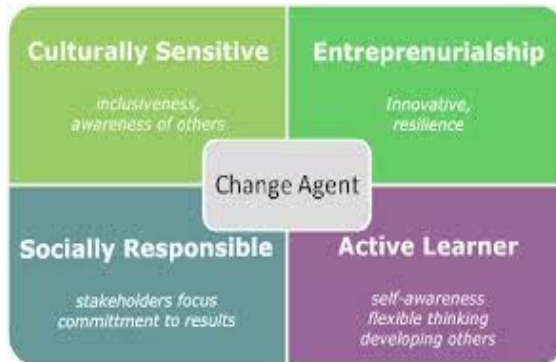 Culturally Sensitive
inclusiveness,
awareness of others
Entreprenurialship
Innovative,
resilience
Change Agent
Socially Responsible
stakeholders focus
committment to results
Active Learner
self-awareness
flexible thinking
developing others